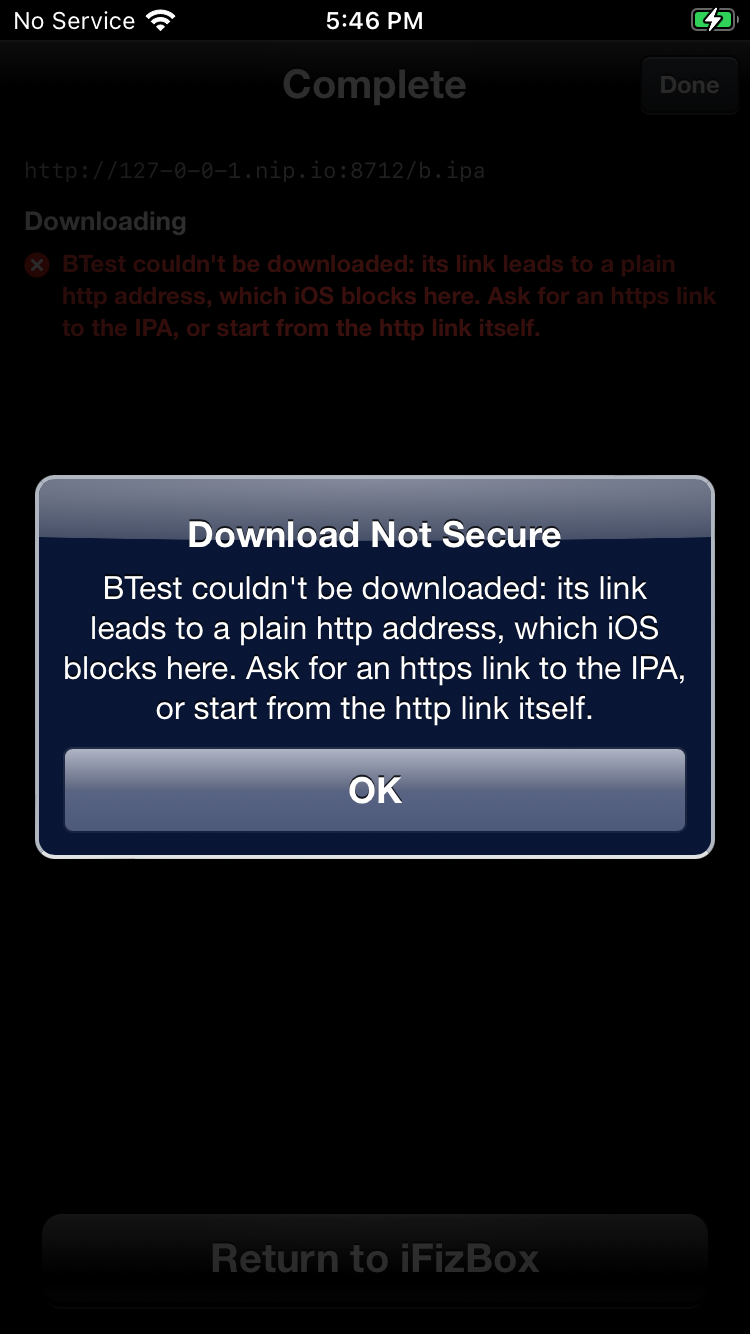 No Service
5:46 PM
Complete
Done
http://127-0-0-1.nip.io:8712/b.ipa
Downloading
BTest couldn't be downloaded: its link leads to a plain
http address, which iOS blocks here. Ask for an https link
to the IPA, or start from the http link itself.
Download Not Secure
BTest couldn't be downloaded: its link
leads to a plain http address, which iOS
blocks here. Ask for an https link to the IPA,
or start from the http link itself.
OK
Return to iFizBox